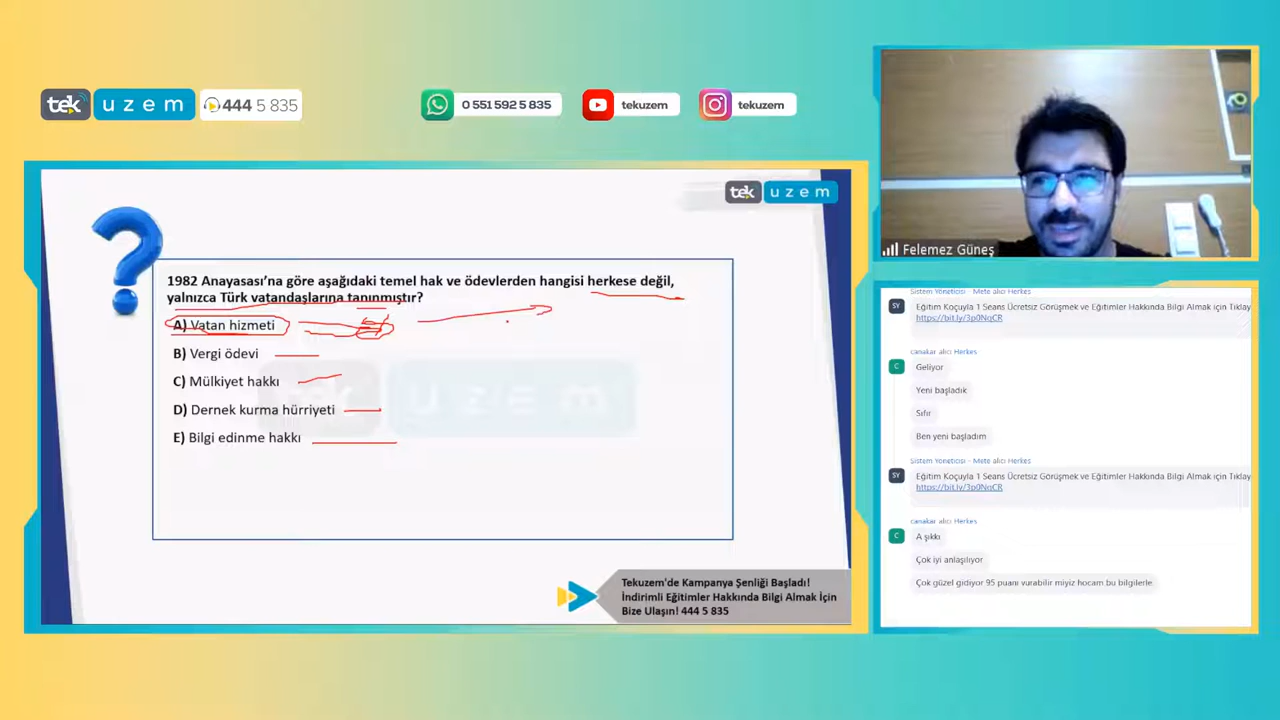 tek uzem 444 5 835
0 551 592 5 835
tekuzem
tekuzem
tek uzem
1982 Anayasası'na göre aşağıdaki temel hak ve ödevlerden hangisi herkese değil,
yalnızca Türk vatandaşlarına tanınmıştır?
A) Vatan hizmeti
B) Vergi ödevi
C) Mülkiyet hakkı
D) Dernek kurma hürriyeti
E) Bilgi edinme hakkı
tek uzem
Tekuzem'de Kampanya Şenliği Başladı!
İndirimli Eğitimler Hakkında Bilgi Almak İçin
Bize Ulaşın! 444 5 835
Felemez Güneş
Sistem Yöneticisi - Mete alıcı Herkes
SY
Eğitim Koçuyla 1 Seans Ücretsiz Görüşmek ve Eğitimler Hakkında Bilgi Almak için Tıklay
https://bit.ly/3p0NqCR
canakar alıcı Herkes
C
Geliyor
Yeni başladık
Sıfır
Ben yeni başladım
Sistem Yöneticisi - Mete alıcı Herkes
SY
Eğitim Koçuyla 1 Seans Ücretsiz Görüşmek ve Eğitimler Hakkında Bilgi Almak için Tıklay
https://bit.ly/3p0NqCR
canakar alıcı Herkes
C
A şıkkı
Çok iyi anlaşılıyor
Çok güzel gidiyor 95 puanı vurabilir miyiz hocam bu bilgilerle